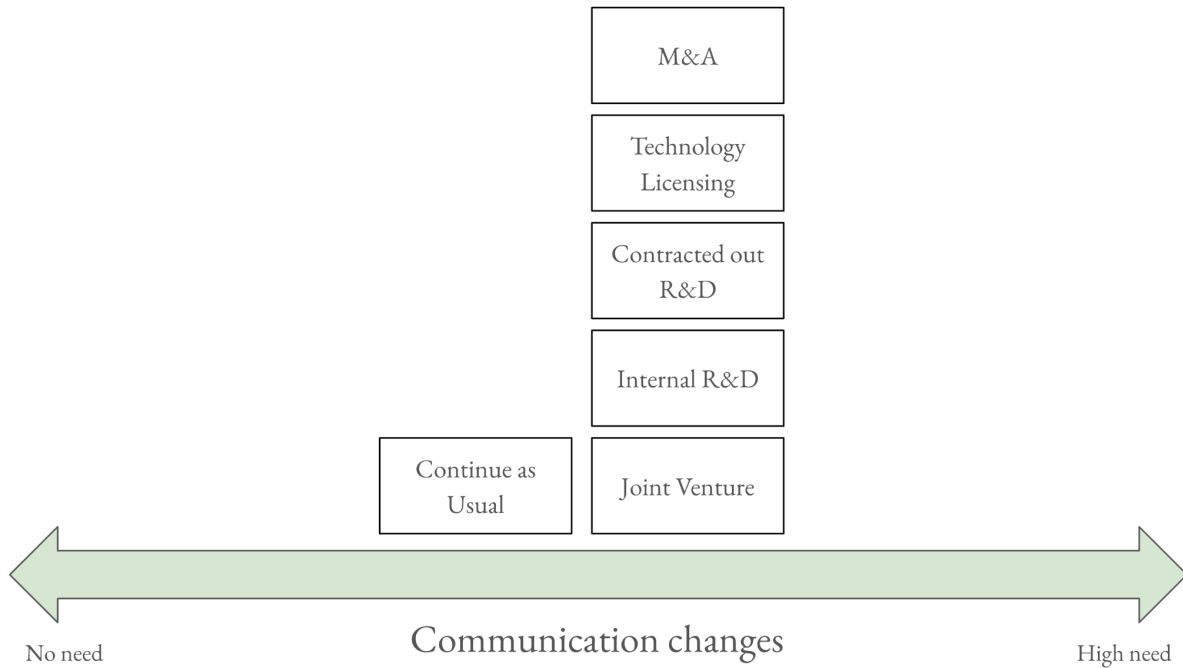 M&A
Technology
Licensing
Contracted out
R&D
Internal R&D
Continue as
Usual
Joint Venture
Communication changes
No need
High need